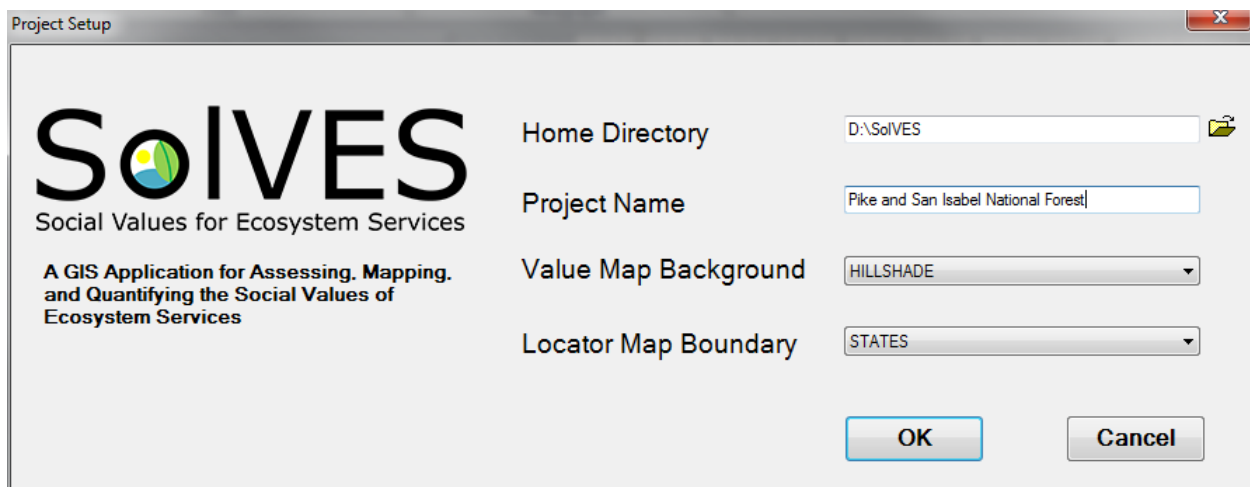 Project Setup
SolVES
Social Values for Ecosystem Services
A GIS Application for Assessing, Mapping,
and Quantifying the Social Values of
Ecosystem Services
Home Directory
D:\SolVES
Project Name
Pike and San Isabel National Forest
Value Map Background
HILLSHADE
Locator Map Boundary
STATES
OK
Cancel